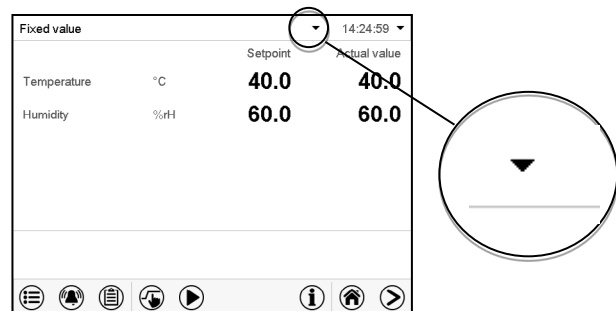 Fixed value 14:24:59
Setpoint Actual value
Temperature °C 40.0 40.0
Humidity %rH 60.0 60.0